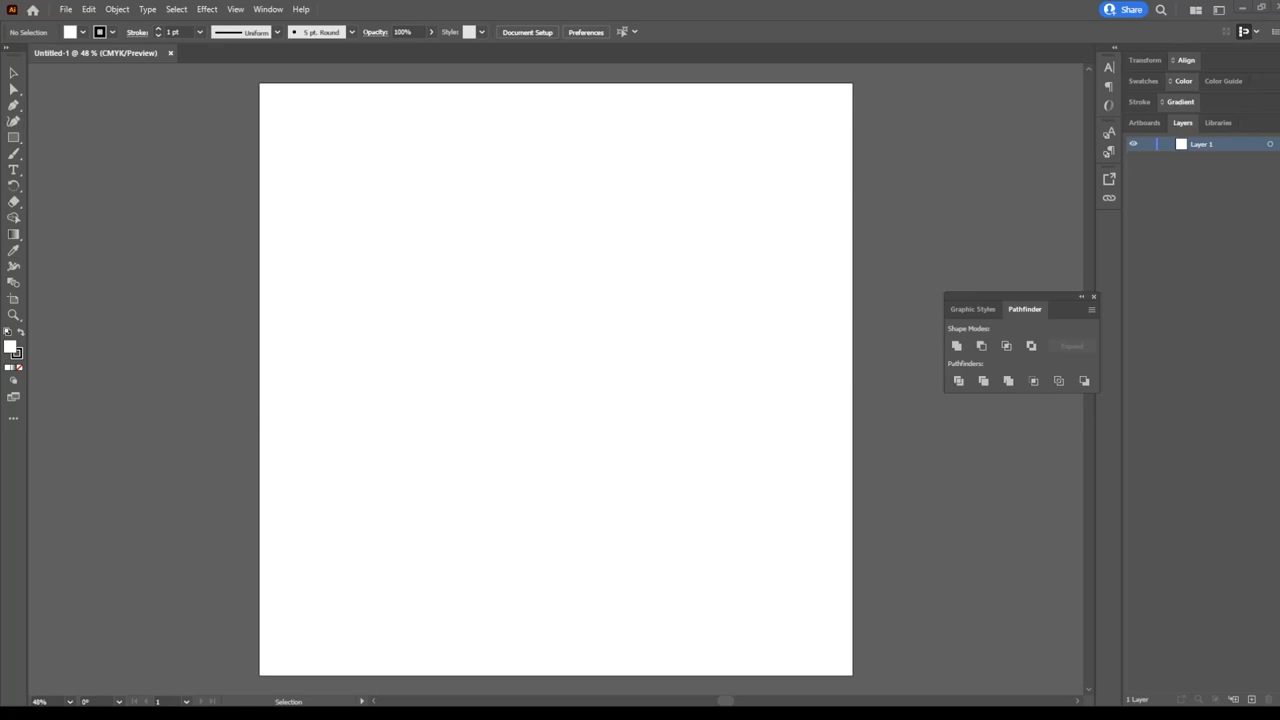 Ai File Edit Object Type Select Effect View Window Help Share
No Selection Stroke: 1 pt Uniform 5 pt. Round Opacity: 100% Style: Document Setup Preferences
Untitled-1 @ 48 % (CMYK/Preview) ×
Transform Align
Swatches Color Color Guide
Stroke Gradient
Artboards Layers Libraries
Layer 1
Graphic Styles Pathfinder
Shape Modes:
Expand
Pathfinders:
48% 0° 1 Selection
1 Layer